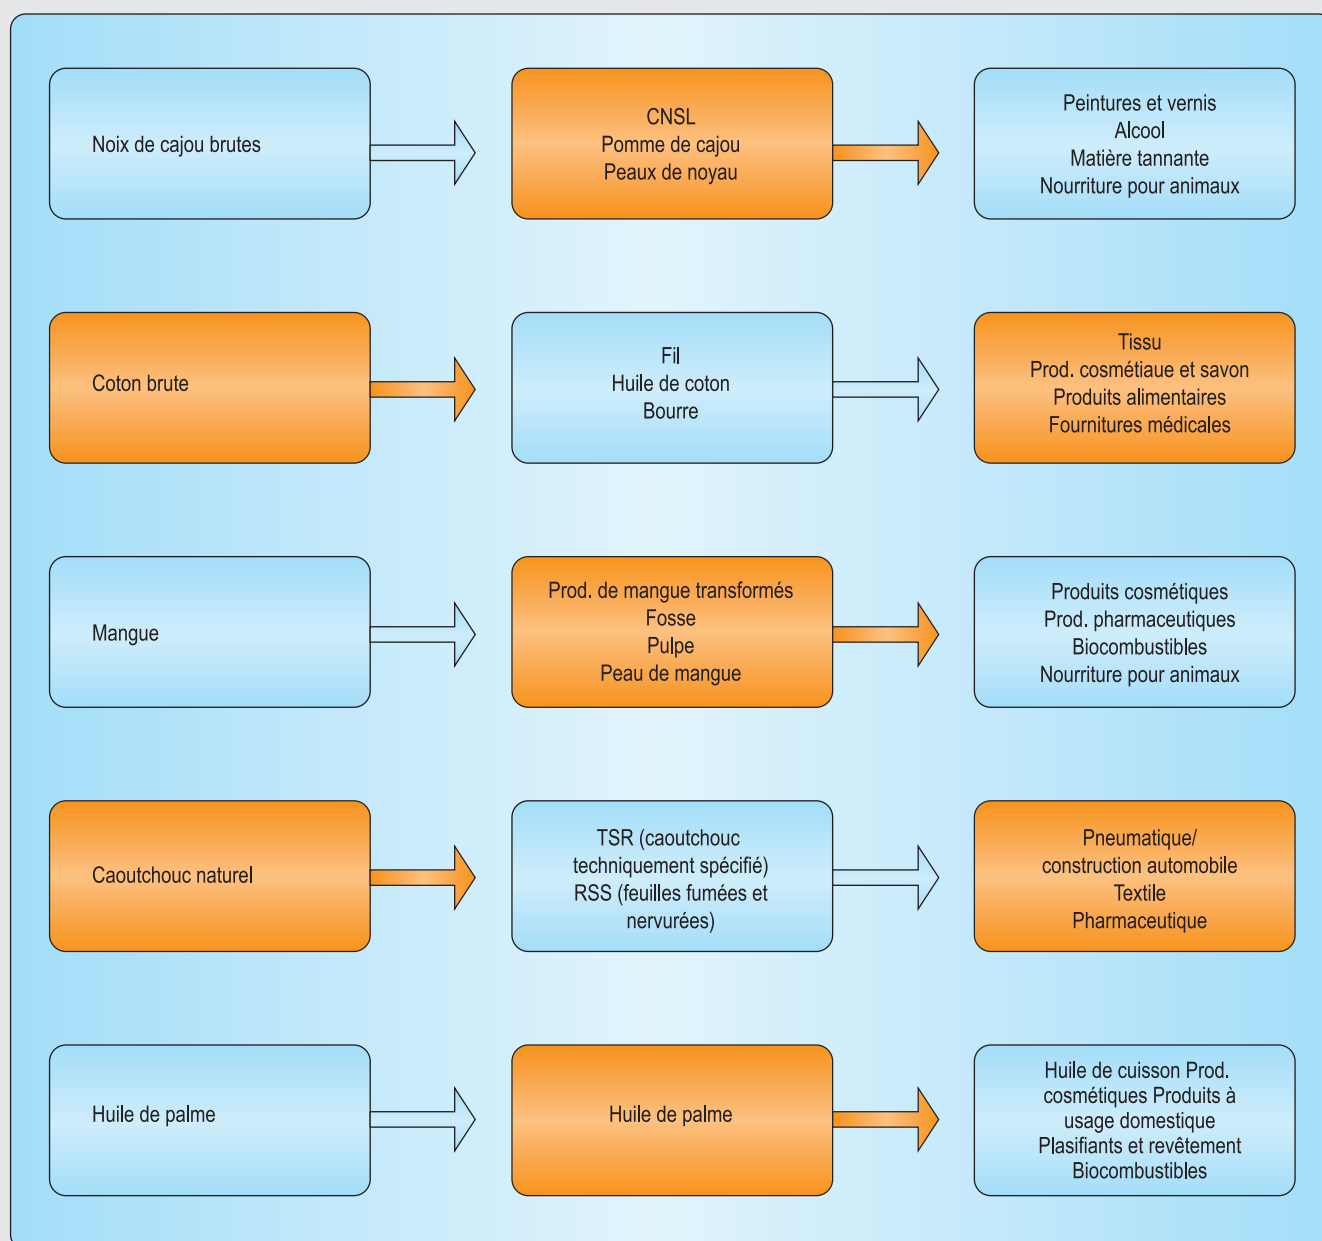 Noix de cajou brutes
CNSL
Pomme de cajou
Peaux de noyau
Peintures et vernis
Alcool
Matière tannante
Nourriture pour animaux
Coton brute
Fil
Huile de coton
Bourre
Tissu
Prod. cosmétiaue et savon
Produits alimentaires
Fournitures médicales
Mangue
Prod. de mangue transformés
Fosse
Pulpe
Peau de mangue
Produits cosmétiques
Prod. pharmaceutiques
Biocombustibles
Nourriture pour animaux
Caoutchouc naturel
TSR (caoutchouc
techniquement spécifié)
RSS (feuilles fumées et
nervurées)
Pneumatique/
construction automobile
Textile
Pharmaceutique
Huile de palme
Huile de palme
Huile de cuisson Prod.
cosmétiques Produits à
usage domestique
Plasifiants et revêtement
Biocombustibles